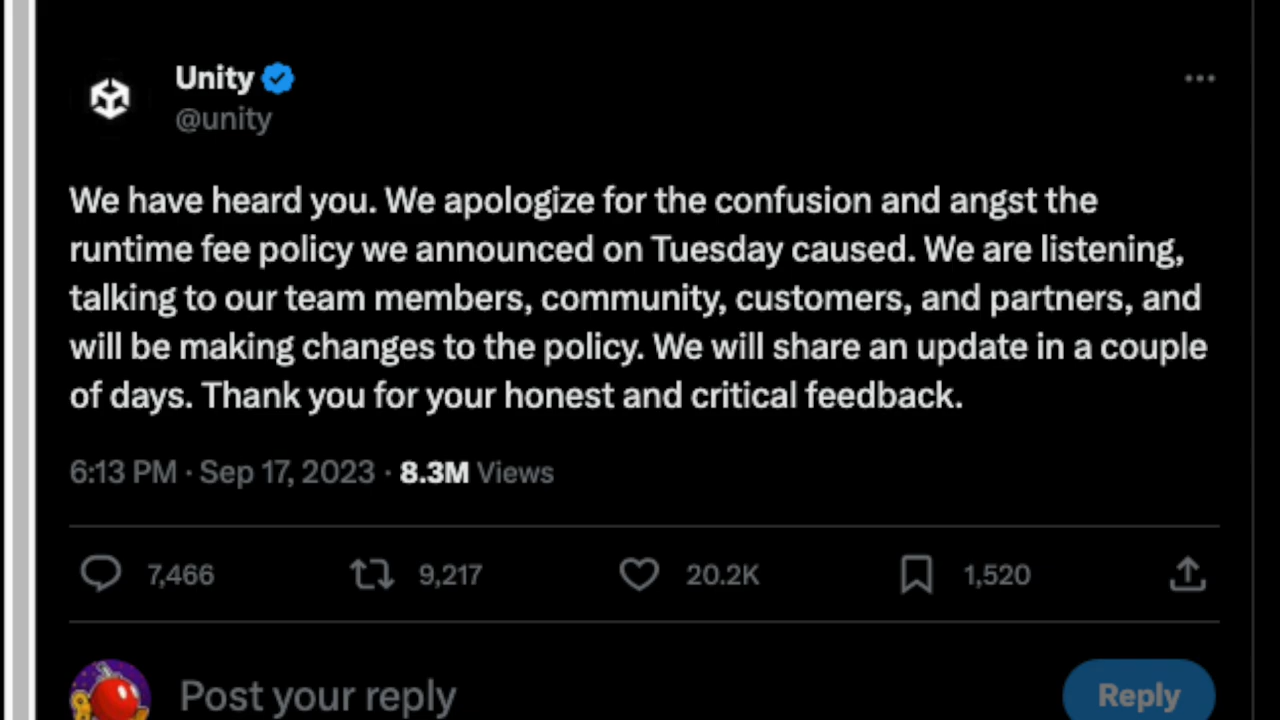 Unity
@unity
We have heard you. We apologize for the confusion and angst the
runtime fee policy we announced on Tuesday caused. We are listening,
talking to our team members, community, customers, and partners, and
will be making changes to the policy. We will share an update in a couple
of days. Thank you for your honest and critical feedback.
6:13 PM · Sep 17, 2023 · 8.3M Views
7,466 9,217 20.2K 1,520
Post your reply Reply